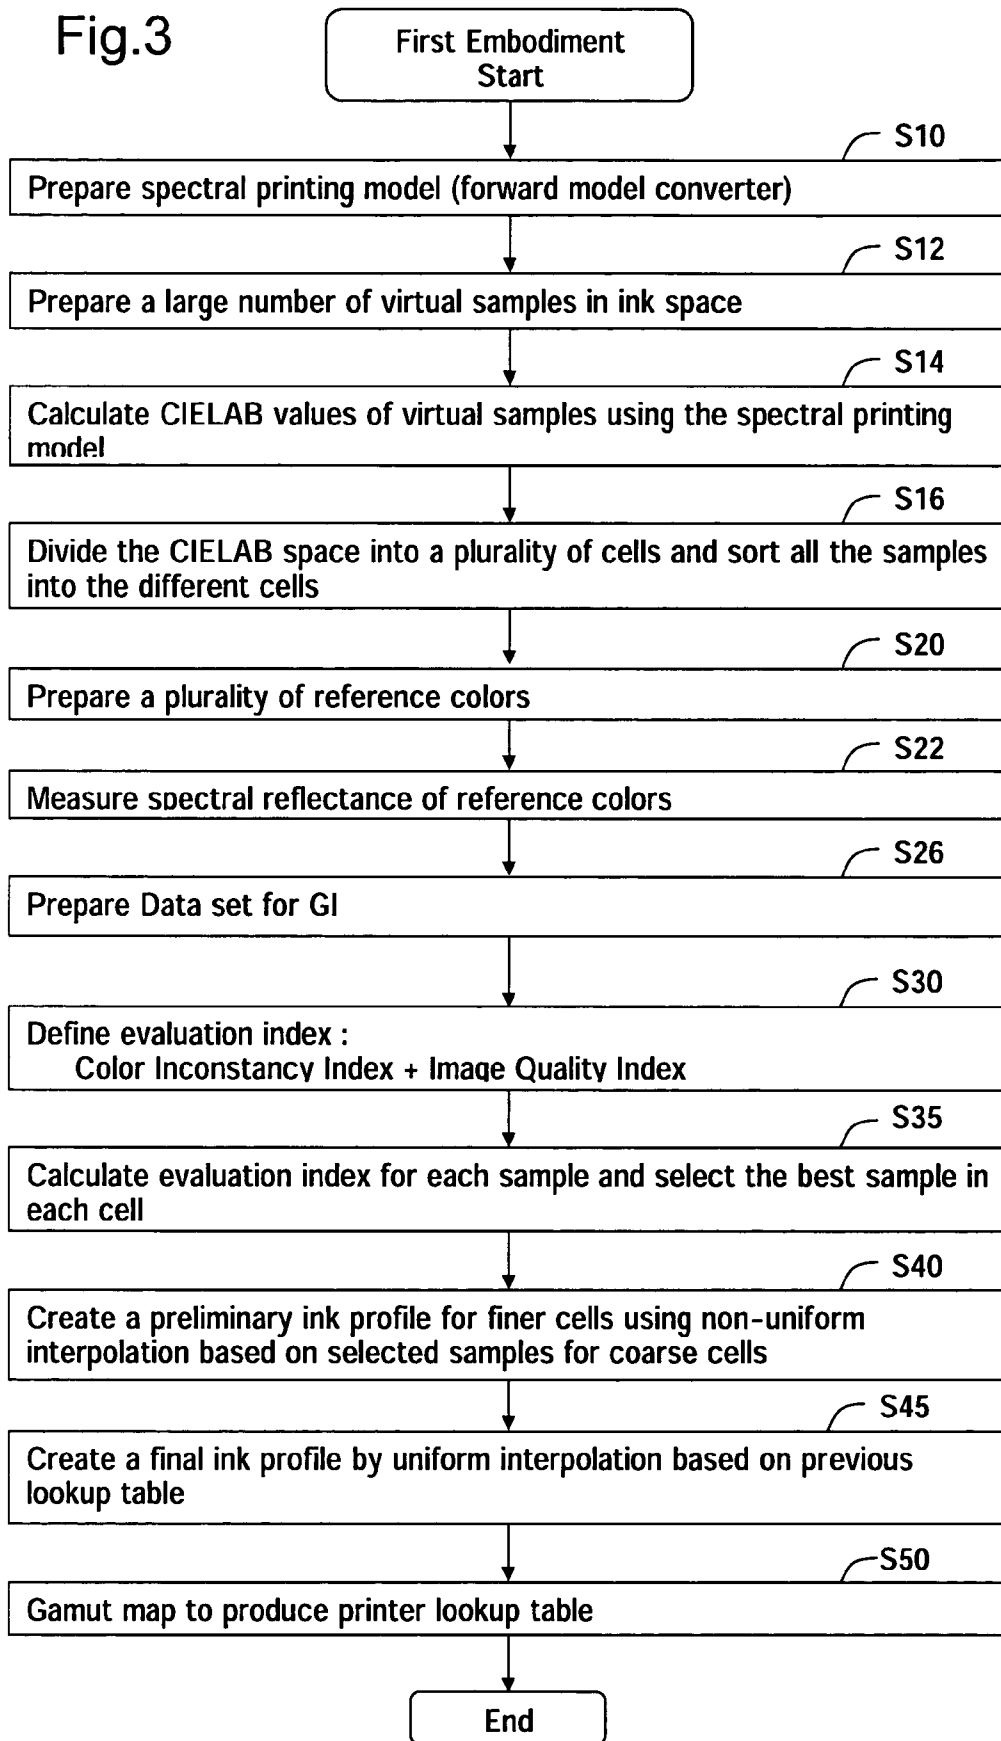 Fig.3
First Embodiment
Start
S10
Prepare spectral printing model (forward model converter)
S12
Prepare a large number of virtual samples in ink space
S14
Calculate CIELAB values of virtual samples using the spectral printing
model
S16
Divide the CIELAB space into a plurality of cells and sort all the samples
into the different cells
S20
Prepare a plurality of reference colors
S22
Measure spectral reflectance of reference colors
S26
Prepare Data set for GI
S30
Define evaluation index :
Color Inconstancy Index + Image Quality Index
S35
Calculate evaluation index for each sample and select the best sample in
each cell
S40
Create a preliminary ink profile for finer cells using non-uniform
interpolation based on selected samples for coarse cells
S45
Create a final ink profile by uniform interpolation based on previous
lookup table
S50
Gamut map to produce printer lookup table
End